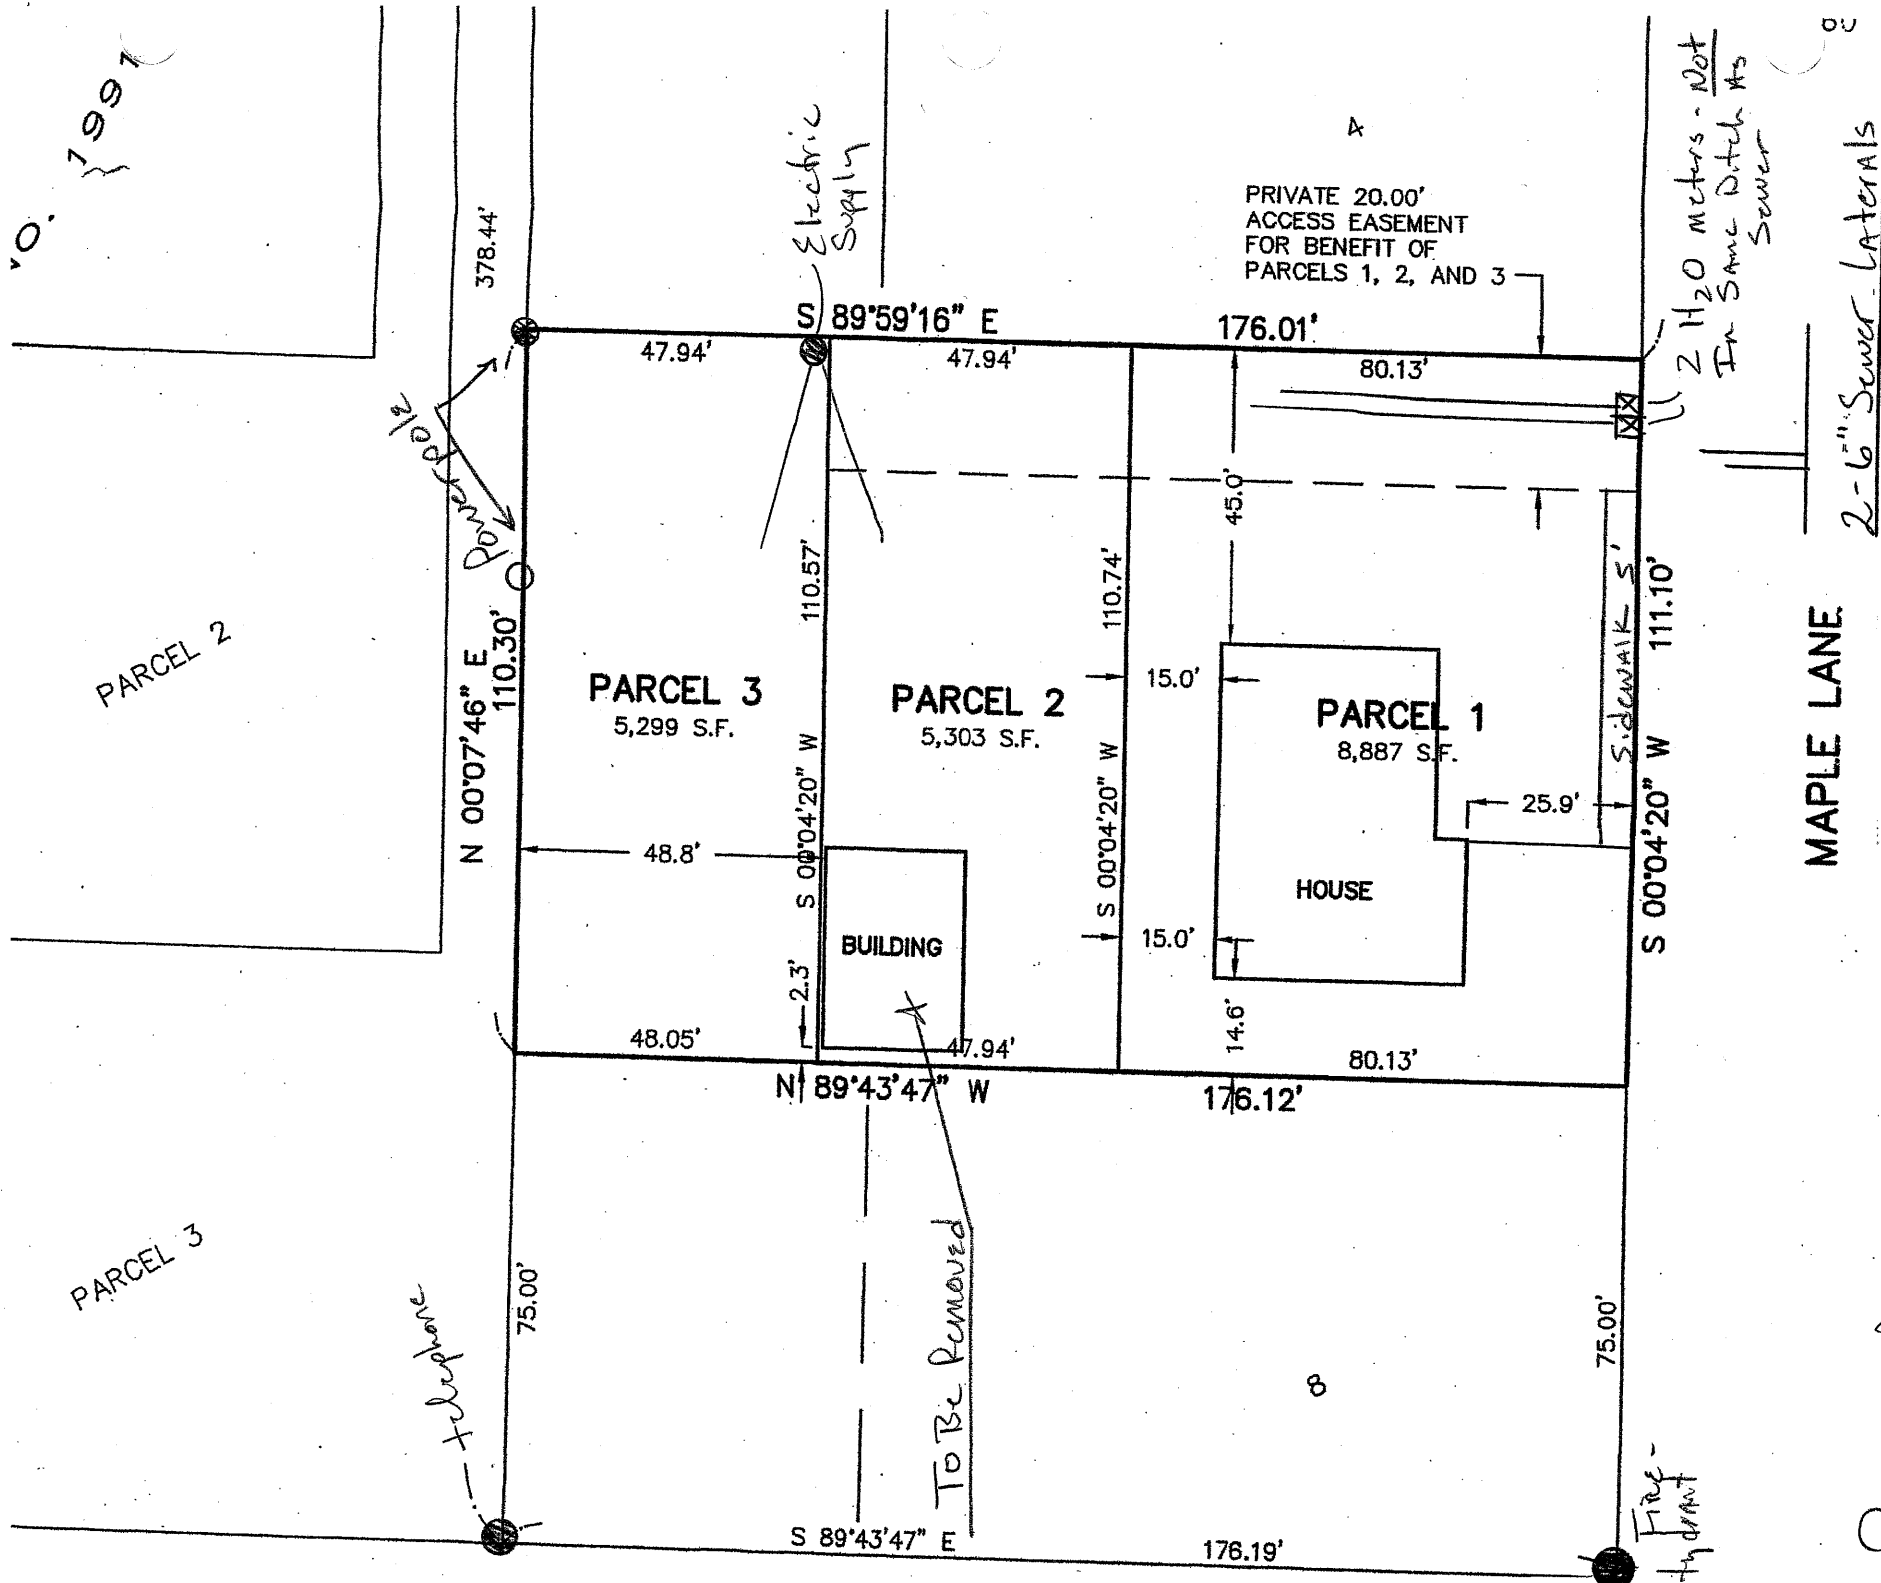 1997
O.
378.44'
Electric
Supply
4
PRIVATE 20.00'
ACCESS EASEMENT
FOR BENEFIT OF
PARCELS 1, 2, AND 3
2 H2O meters - Not
In Same Ditch As
Sewer
2-6" Sewer Laterals
S 89°59'16" E
176.01'
47.94'
47.94'
80.13'
Power pole
45.0'
110.57'
110.74'
Sidewalk 5'
111.10'
PARCEL 2
N 00°07'46" E
110.30'
PARCEL 3
5,299 S.F.
PARCEL 2
5,303 S.F.
15.0'
PARCEL 1
8,887 S.F.
S 00°04'20" W
S 00°04'20" W
S 00°04'20" W
MAPLE LANE
25.9'
48.8'
HOUSE
BUILDING
15.0'
2.3'
14.6'
48.05'
47.94'
80.13'
N 89°43'47" W
176.12'
PARCEL 3
telephone
75.00'
To Be Removed
8
75.00'
Fire-
Hydrant
S 89°43'47" E
176.19'